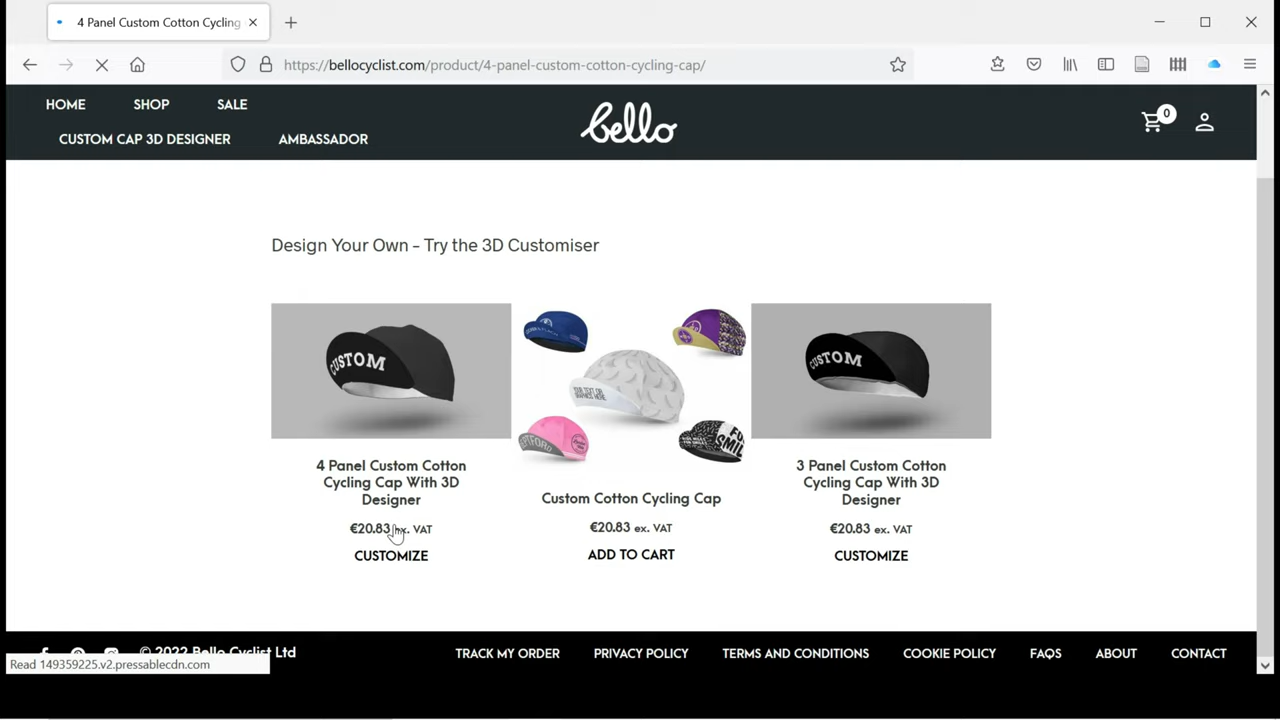 4 Panel Custom Cotton Cycling
https://bellocyclist.com/product/4-panel-custom-cotton-cycling-cap/
HOME SHOP SALE
CUSTOM CAP 3D DESIGNER AMBASSADOR
bello
0
Design Your Own - Try the 3D Customiser
CUSTOM
YOUR TEXT OR
GRAPHICS HERE.
CUSTOM
4 Panel Custom Cotton
Cycling Cap With 3D
Designer
€20.83 ex. VAT
CUSTOMIZE
Custom Cotton Cycling Cap
€20.83 ex. VAT
ADD TO CART
3 Panel Custom Cotton
Cycling Cap With 3D
Designer
€20.83 ex. VAT
CUSTOMIZE
© 2022 Bello Cyclist Ltd
TRACK MY ORDER PRIVACY POLICY TERMS AND CONDITIONS COOKIE POLICY FAQS ABOUT CONTACT
Read 149359225.v2.pressablecdn.com